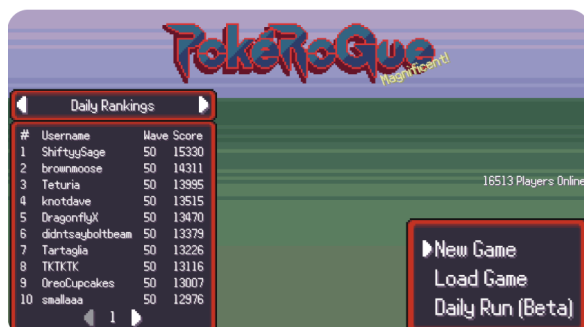 PokéRogue
Magnificent!
Daily Rankings
# Username Wave Score
1 ShiftyySage 50 15330
2 brownmoose 50 14311
3 Teturia 50 13995
4 knotdave 50 13515
5 DragonflyX 50 13470
6 didntsayboltbeam 50 13379
7 Tartaglia 50 13226
8 TKTKTK 50 13116
9 OreoCupcakes 50 13007
10 smallaaa 50 12976
1
16513 Players Online
New Game
Load Game
Daily Run (Beta)